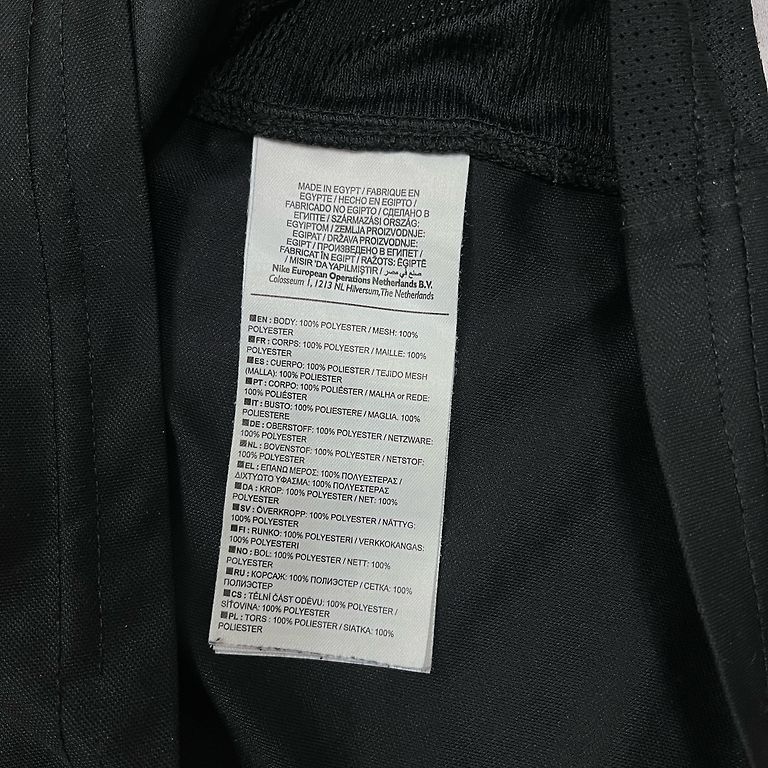 MADE IN EGYPT / FABRIQUE EN
EGYPTE / HECHO EN EGIPTO /
FABRICADO NO EGIPTO / СДЕЛАНО В
ЕГИПТЕ / SZÁRMAZÁSI ORSZÁG:
EGYIPTOM / ZEMLJA PROIZVODNJE:
EGIPAT / DRŽAVA PROIZVODNJE:
EGIPT / ПРОИЗВЕДЕНО В ЕГИПЕТ /
FABRICAT ÎN EGIPT / RAŽOTS: ĒĢIPTĒ
/ MISIR 'DA YAPILMIŞTIR / صنع في مصر
Nike European Operations Netherlands B.V.
Colosseum 1, 1213 NL Hilversum, The Netherlands
EN : BODY: 100% POLYESTER / MESH: 100%
POLYESTER
FR : CORPS: 100% POLYESTER / MAILLE: 100%
POLYESTER
ES : CUERPO: 100% POLIESTER / TEJIDO MESH
(MALLA): 100% POLIESTER
PT : CORPO: 100% POLIÉSTER / MALHA or REDE:
100% POLIÉSTER
IT : BUSTO: 100% POLIESTERE / MAGLIA. 100%
POLIESTERE
DE : OBERSTOFF: 100% POLYESTER / NETZWARE:
100% POLYESTER
NL : BOVENSTOF: 100% POLYESTER / NETSTOF:
100% POLYESTER
EL : ΕΠΑΝΩ ΜΕΡΟΣ: 100% ΠΟΛΥΕΣΤΕΡΑΣ /
ΔΙΧΤΥΩΤΟ ΥΦΑΣΜΑ: 100% ΠΟΛΥΕΣΤΕΡΑΣ
DA : KROP: 100% POLYESTER / NET: 100%
POLYESTER
SV : ÖVERKROPP: 100% POLYESTER / NÄTTYG:
100% POLYESTER
FI : RUNKO: 100% POLYESTERI / VERKKOKANGAS:
100% POLYESTERI
NO : BOL: 100% POLYESTER / NETT: 100%
POLYESTER
RU : КОРСАЖ: 100% ПОЛИЭСТЕР / СЕТКА: 100%
ПОЛИЭСТЕР
CS : TĚLNÍ ČÁST ODĚVU: 100% POLYESTER /
SÍŤOVINA: 100% POLYESTER
PL : TORS : 100% POLIESTER / SIATKA: 100%
POLIESTER